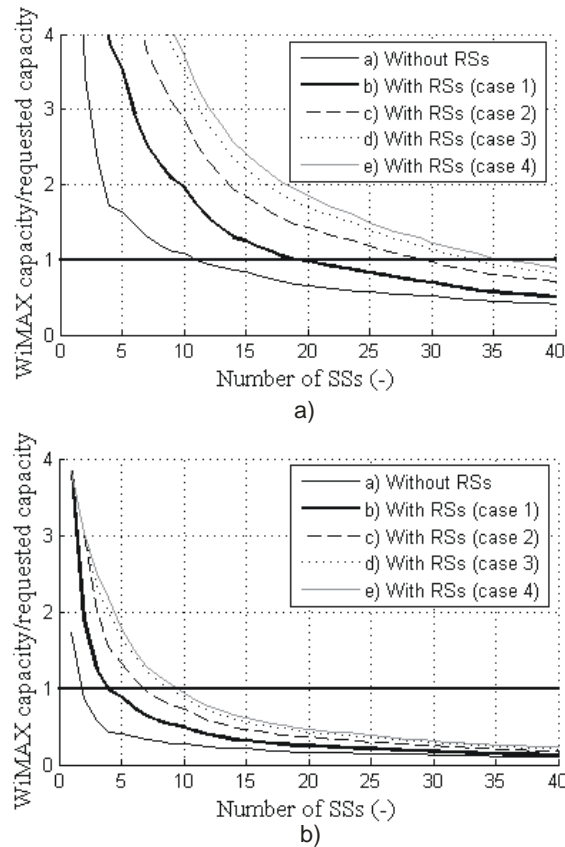 WiMAX capacity/requested capacity
4
3
2
1
0
a) Without RSs
b) With RSs (case 1)
c) With RSs (case 2)
d) With RSs (case 3)
e) With RSs (case 4)
0 5 10 15 20 25 30 35 40
Number of SSs (-)
a)
WiMAX capacity/requested capacity
4
3
2
1
0
a) Without RSs
b) With RSs (case 1)
c) With RSs (case 2)
d) With RSs (case 3)
e) With RSs (case 4)
0 5 10 15 20 25 30 35 40
Number of SSs (-)
b)